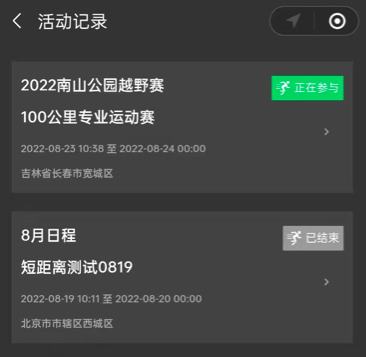 活动记录
2022南山公园越野赛
正在参与
100公里专业运动赛
2022-08-23 10:38 至 2022-08-24 00:00
吉林省长春市宽城区
8月日程
已结束
短距离测试0819
2022-08-19 10:11 至 2022-08-20 00:00
北京市市辖区西城区